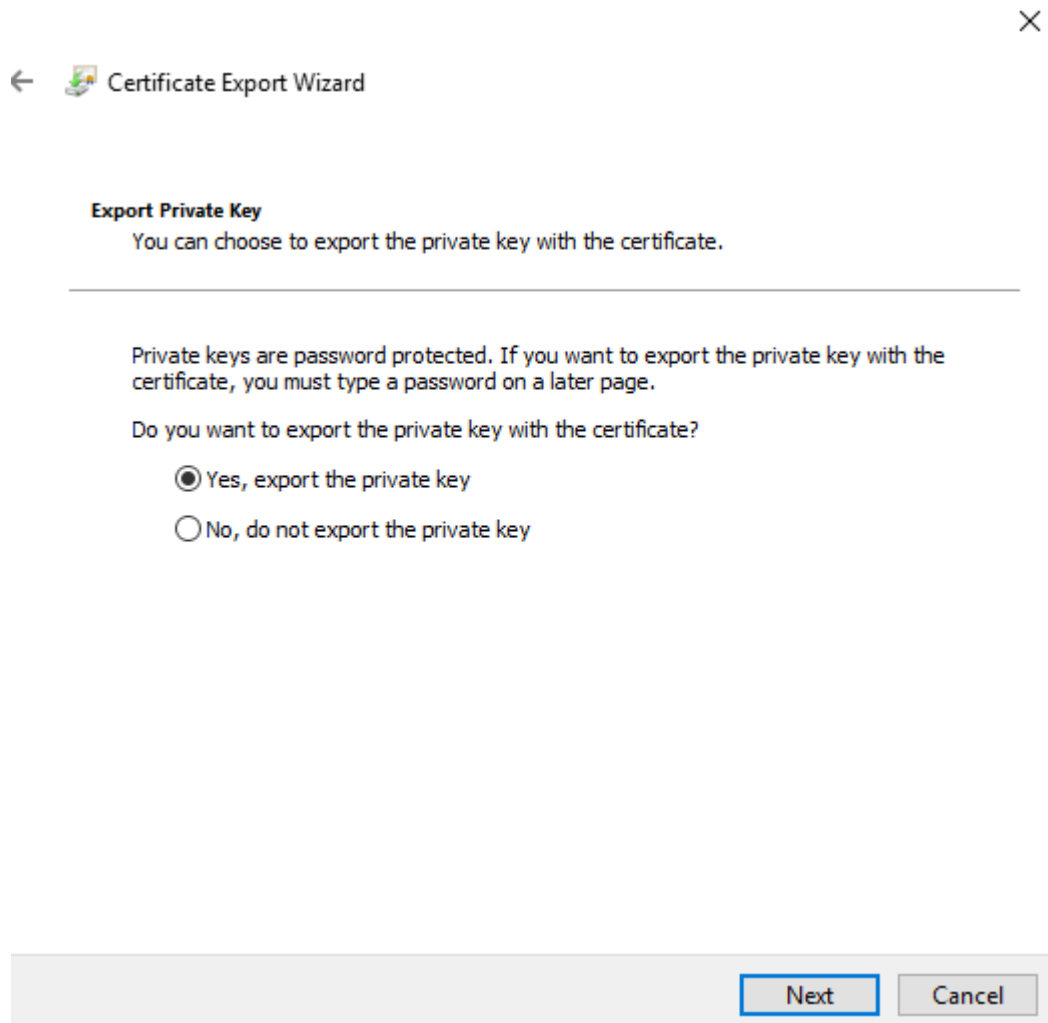 Certificate Export Wizard
Export Private Key
You can choose to export the private key with the certificate.
Private keys are password protected. If you want to export the private key with the
certificate, you must type a password on a later page.
Do you want to export the private key with the certificate?
Yes, export the private key
No, do not export the private key
Next Cancel